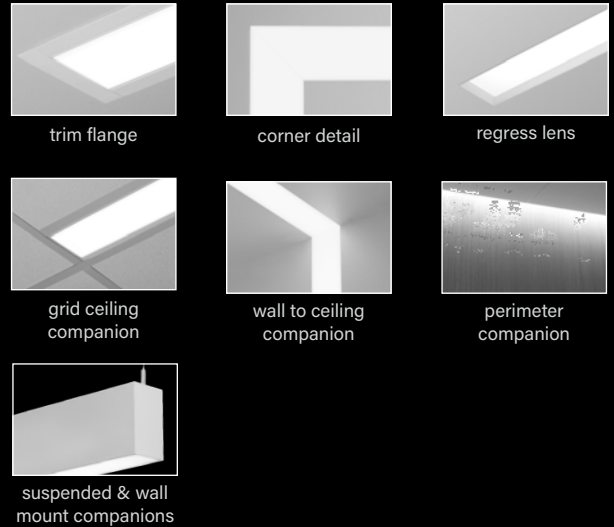 trim flange
corner detail
regress lens
grid ceiling
companion
wall to ceiling
companion
perimeter
companion
suspended & wall
mount companions